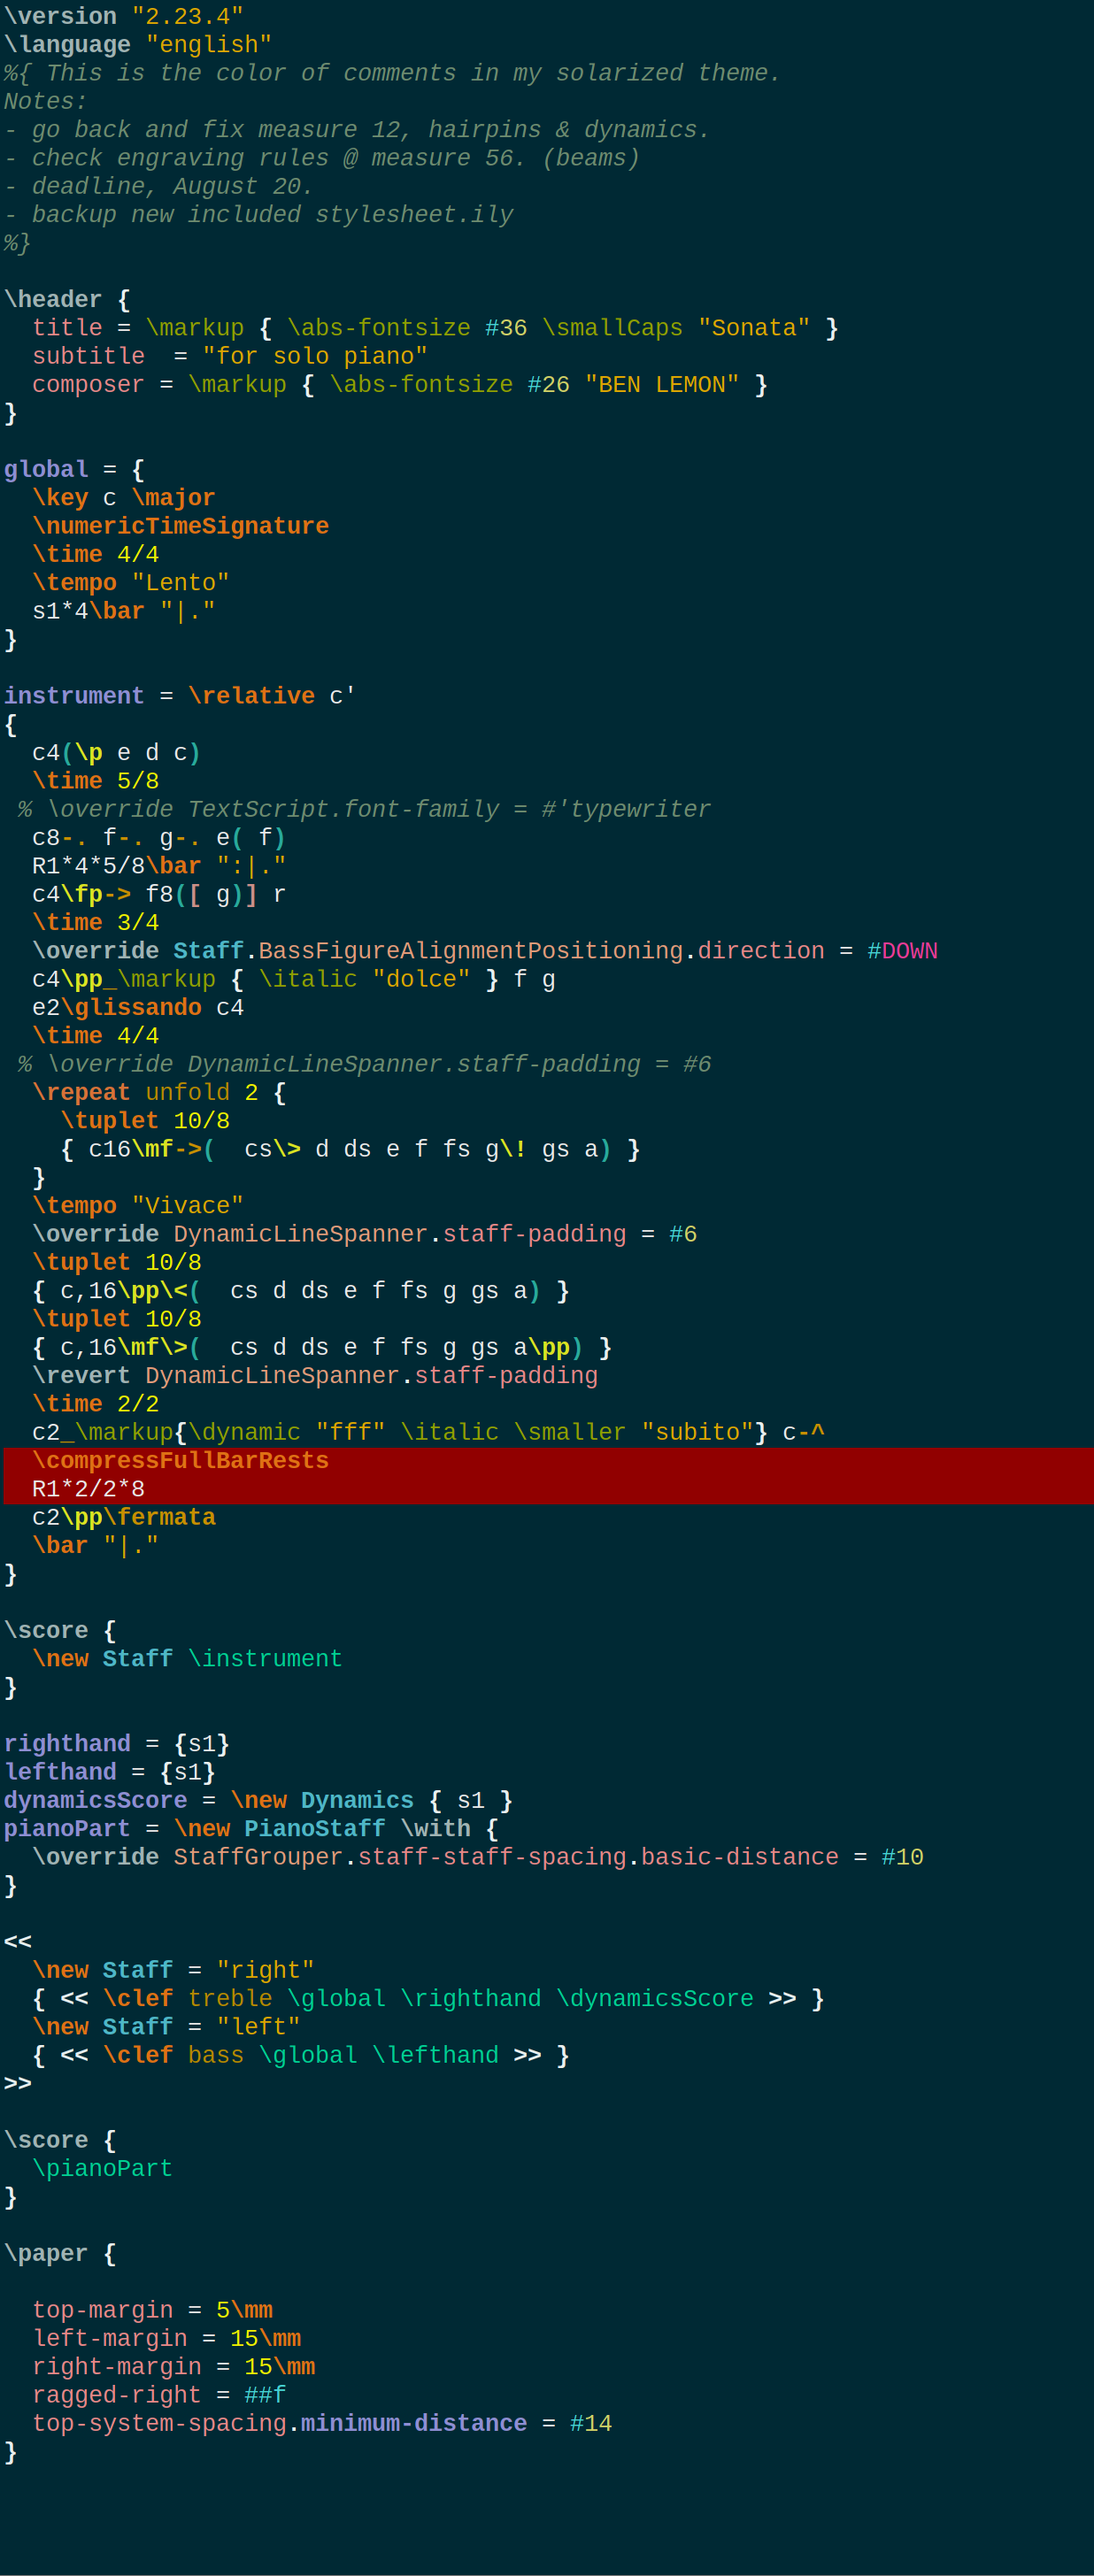 \version "2.23.4"
\language "english"
%{ This is the color of comments in my solarized theme.
Notes:
- go back and fix measure 12, hairpins & dynamics.
- check engraving rules @ measure 56. (beams)
- deadline, August 20.
- backup new included stylesheet.ily
%}

\header {
  title = \markup { \abs-fontsize #36 \smallCaps "Sonata" }
  subtitle  = "for solo piano"
  composer = \markup { \abs-fontsize #26 "BEN LEMON" }
}

global = {
  \key c \major
  \numericTimeSignature
  \time 4/4
  \tempo "Lento"
  s1*4\bar "|."
}

instrument = \relative c'
{
  c4(\p e d c)
  \time 5/8
 % \override TextScript.font-family = #'typewriter
  c8-. f-. g-. e( f)
  R1*4*5/8\bar ":|."
  c4\fp-> f8([ g)] r
  \time 3/4
  \override Staff.BassFigureAlignmentPositioning.direction = #DOWN
  c4\pp_\markup { \italic "dolce" } f g
  e2\glissando c4
  \time 4/4
 % \override DynamicLineSpanner.staff-padding = #6
  \repeat unfold 2 {
    \tuplet 10/8
    { c16\mf->(  cs\> d ds e f fs g\! gs a) }
  }
  \tempo "Vivace"
  \override DynamicLineSpanner.staff-padding = #6
  \tuplet 10/8
  { c,16\pp\<(  cs d ds e f fs g gs a) }
  \tuplet 10/8
  { c,16\mf\>(  cs d ds e f fs g gs a\pp) }
  \revert DynamicLineSpanner.staff-padding
  \time 2/2
  c2_\markup{\dynamic "fff" \italic \smaller "subito"} c-^
  \compressFullBarRests
  R1*2/2*8
  c2\pp\fermata
  \bar "|."
}

\score {
  \new Staff \instrument
}

righthand = {s1}
lefthand = {s1}
dynamicsScore = \new Dynamics { s1 }
pianoPart = \new PianoStaff \with {
  \override StaffGrouper.staff-staff-spacing.basic-distance = #10
}

<<
  \new Staff = "right"
  { << \clef treble \global \righthand \dynamicsScore >> }
  \new Staff = "left"
  { << \clef bass \global \lefthand >> }
>>

\score {
  \pianoPart
}

\paper {

  top-margin = 5\mm
  left-margin = 15\mm
  right-margin = 15\mm
  ragged-right = ##f
  top-system-spacing.minimum-distance = #14
}